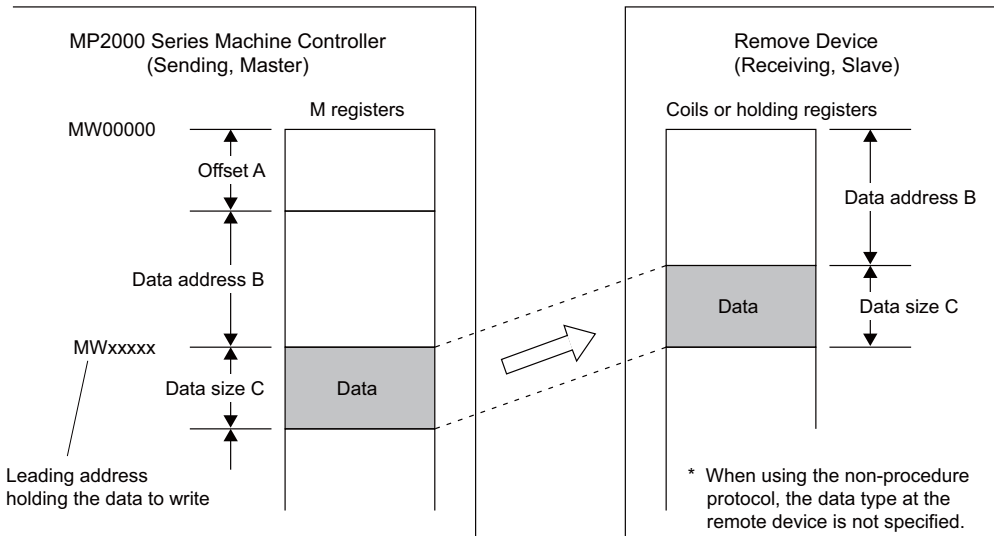 MP2000 Series Machine Controller
(Sending, Master)
M registers
MW00000
Offset A
Data address B
MWxxxxx
Data size C
Data
Leading address
holding the data to write
Remove Device
(Receiving, Slave)
Coils or holding registers
Data address B
Data
Data size C
* When using the non-procedure
protocol, the data type at the
remote device is not specified.